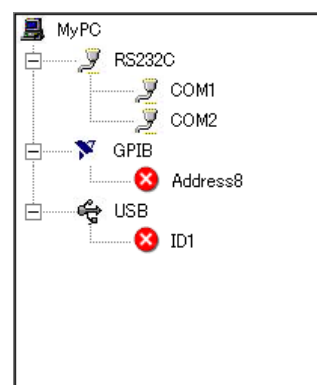 MyPC
RS232C
COM1
COM2
GPIB
Address8
USB
ID1